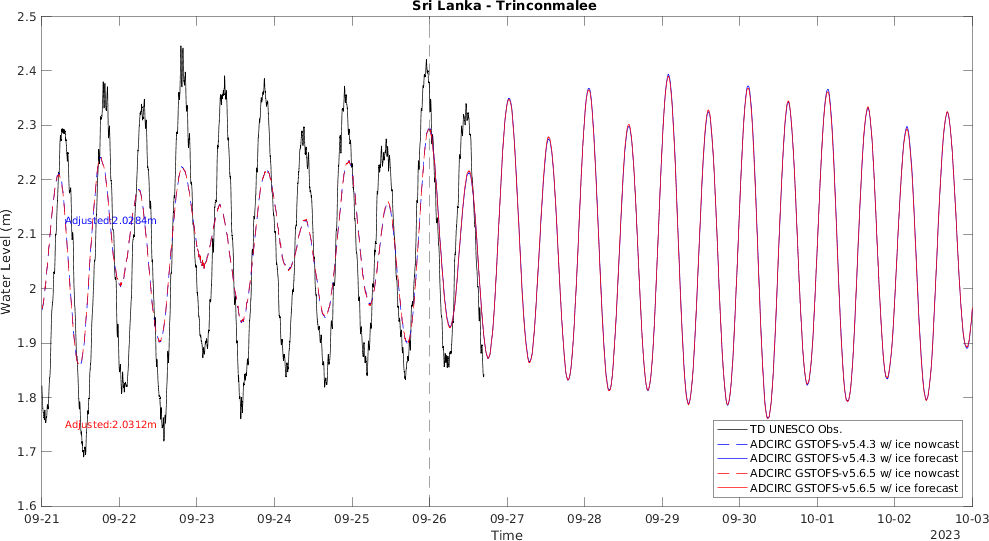 Sri Lanka - Trinconmalee
2.5
2.4
2.3
2.2
2.1
2
1.9
1.8
1.7
1.6
Water Level (m)
Adjusted:2.0284m
Adjusted:2.0312m
TD UNESCO Obs.
ADCIRC GSTOFS-v5.4.3 w/ ice nowcast
ADCIRC GSTOFS-v5.4.3 w/ ice forecast
ADCIRC GSTOFS-v5.6.5 w/ ice nowcast
ADCIRC GSTOFS-v5.6.5 w/ ice forecast
09-21 09-22 09-23 09-24 09-25 09-26 09-27 09-28 09-29 09-30 10-01 10-02 10-03
Time
2023